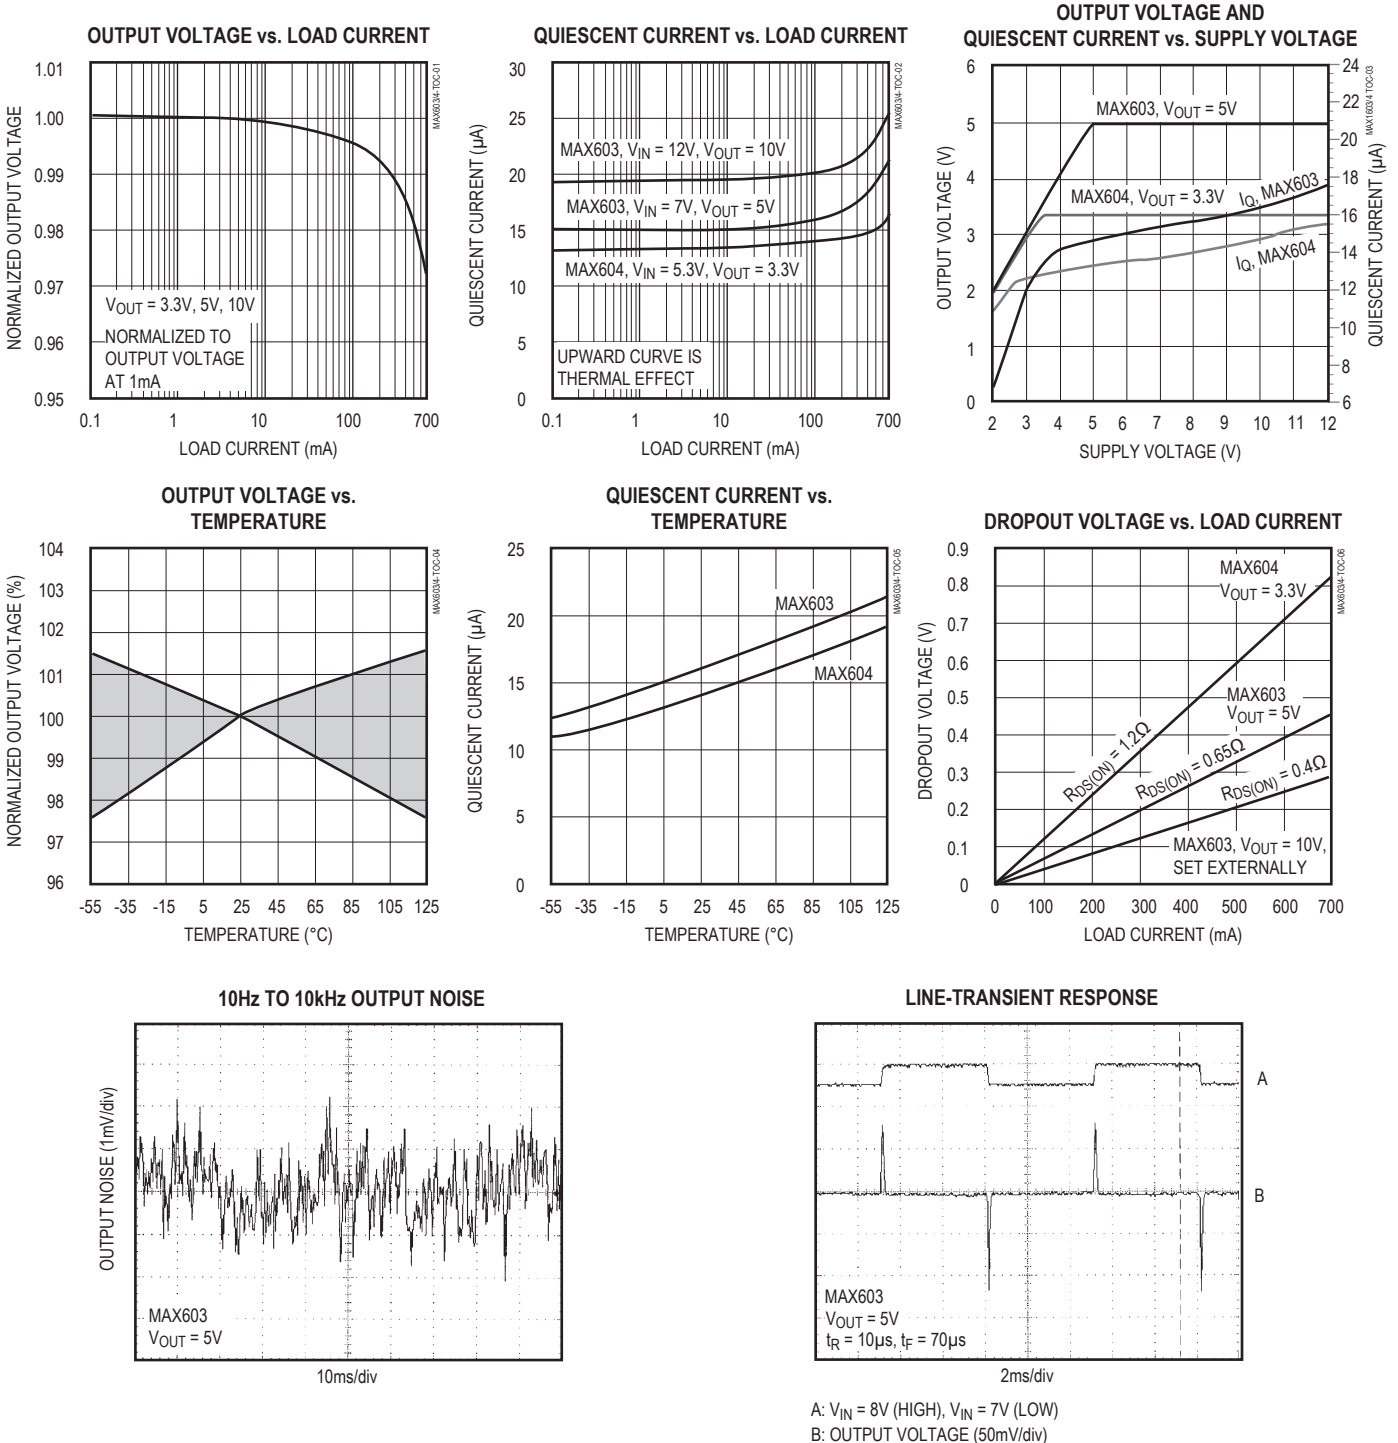 OUTPUT VOLTAGE vs. LOAD CURRENT
1.01
1.00
0.99
0.98
0.97
0.96
0.95
NORMALIZED OUTPUT VOLTAGE
VOUT = 3.3V, 5V, 10V
NORMALIZED TO
OUTPUT VOLTAGE
AT 1mA
0.1 1 10 100 700
LOAD CURRENT (mA)
MAX603/4-TOC-01
QUIESCENT CURRENT vs. LOAD CURRENT
30
25
20
15
10
5
0
QUIESCENT CURRENT (µA)
MAX603, VIN = 12V, VOUT = 10V
MAX603, VIN = 7V, VOUT = 5V
MAX604, VIN = 5.3V, VOUT = 3.3V
UPWARD CURVE IS
THERMAL EFFECT
0.1 1 10 100 700
LOAD CURRENT (mA)
MAX603/4-TOC-02
OUTPUT VOLTAGE AND
QUIESCENT CURRENT vs. SUPPLY VOLTAGE
6
5
4
3
2
1
0
OUTPUT VOLTAGE (V)
MAX603, VOUT = 5V
MAX604, VOUT = 3.3V
IQ, MAX603
IQ, MAX604
24
22
20
18
16
14
12
10
8
6
QUIESCENT CURRENT (µA)
MAX1603/4 TOC-03
2 3 4 5 6 7 8 9 10 11 12
SUPPLY VOLTAGE (V)
OUTPUT VOLTAGE vs.
TEMPERATURE
104
103
102
101
100
99
98
97
96
NORMALIZED OUTPUT VOLTAGE (%)
-55 -35 -15 5 25 45 65 85 105 125
TEMPERATURE (°C)
MAX603/4-TOC-04
QUIESCENT CURRENT vs.
TEMPERATURE
25
20
15
10
5
0
QUIESCENT CURRENT (µA)
MAX603
MAX604
-55 -35 -15 5 25 45 65 85 105 125
TEMPERATURE (°C)
MAX603/4-TOC-05
DROPOUT VOLTAGE vs. LOAD CURRENT
0.9
0.8
0.7
0.6
0.5
0.4
0.3
0.2
0.1
0
DROPOUT VOLTAGE (V)
MAX604
VOUT = 3.3V
MAX603
VOUT = 5V
RDS(ON) = 1.2Ω
RDS(ON) = 0.65Ω
RDS(ON) = 0.4Ω
MAX603, VOUT = 10V,
SET EXTERNALLY
0 100 200 300 400 500 600 700
LOAD CURRENT (mA)
MAX603/4-TOC-06
10Hz TO 10kHz OUTPUT NOISE
OUTPUT NOISE (1mV/div)
MAX603
VOUT = 5V
10ms/div
LINE-TRANSIENT RESPONSE
A
B
MAX603
VOUT = 5V
tR = 10µs, tF = 70µs
2ms/div
A: VIN = 8V (HIGH), VIN = 7V (LOW)
B: OUTPUT VOLTAGE (50mV/div)